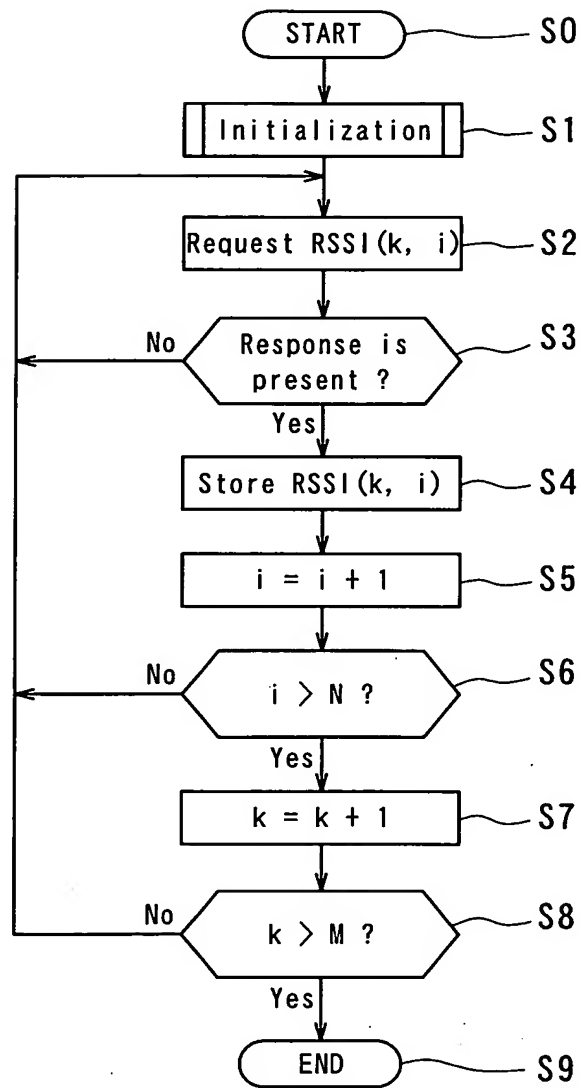 START
S0
Initialization
S1
Request RSSI(k, i)
S2
No
Response is
present ?
S3
Yes
Store RSSI(k, i)
S4
i = i + 1
S5
No
i > N ?
S6
Yes
k = k + 1
S7
No
k > M ?
S8
Yes
END
S9